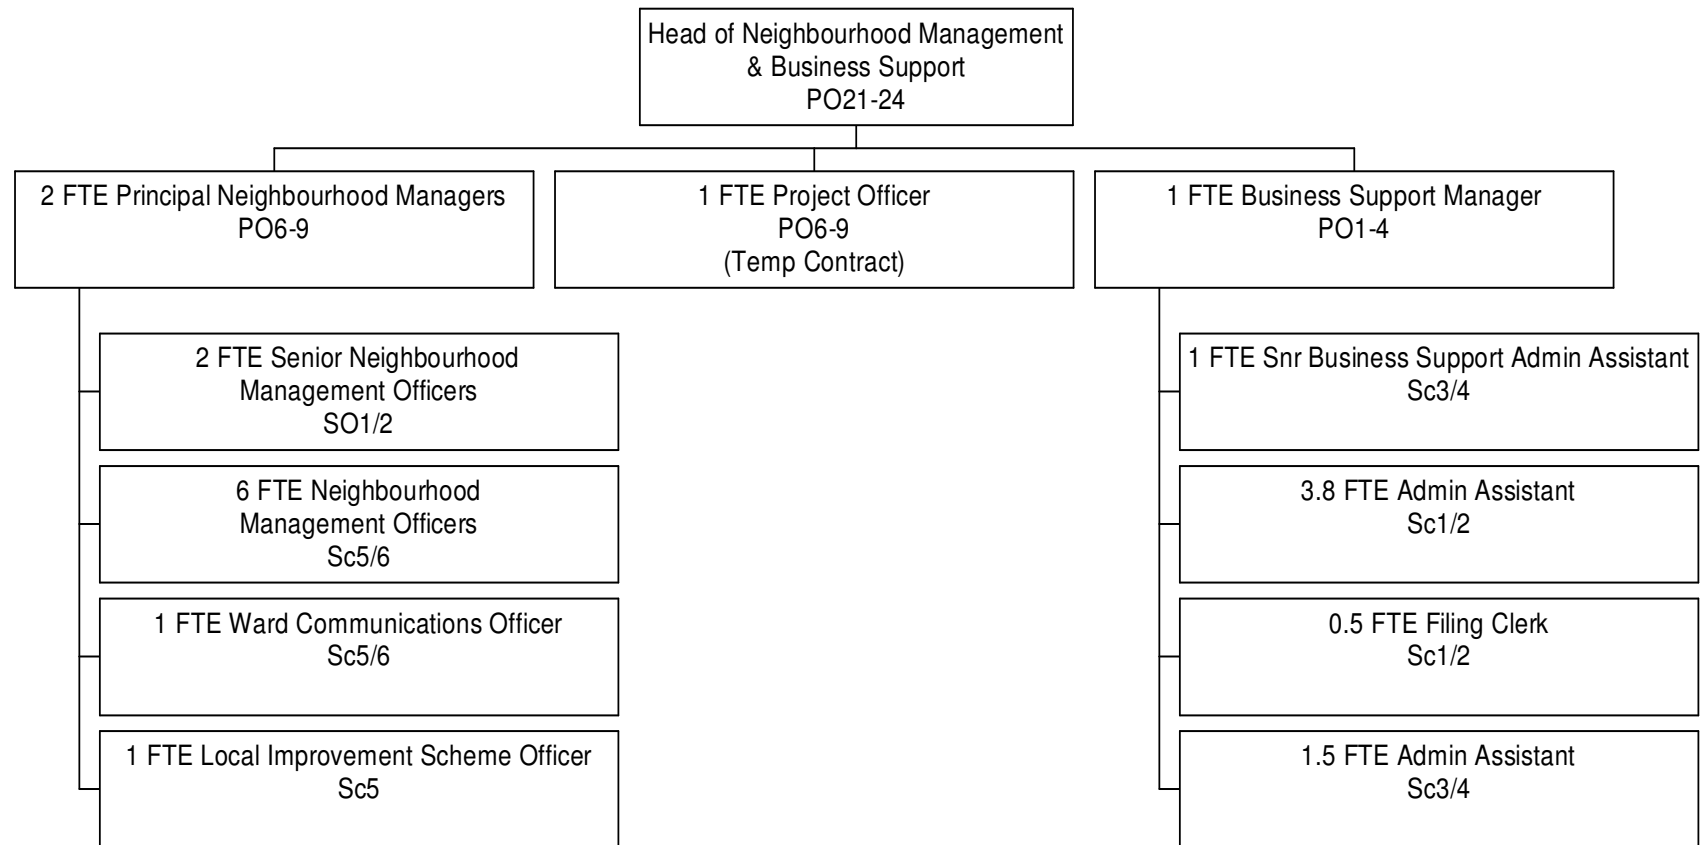 Head of Neighbourhood Management
& Business Support
PO21-24
2 FTE Principal Neighbourhood Managers
PO6-9
1 FTE Project Officer
PO6-9
(Temp Contract)
1 FTE Business Support Manager
PO1-4
2 FTE Senior Neighbourhood
Management Officers
SO1/2
6 FTE Neighbourhood
Management Officers
Sc5/6
1 FTE Ward Communications Officer
Sc5/6
1 FTE Local Improvement Scheme Officer
Sc5
1 FTE Snr Business Support Admin Assistant
Sc3/4
3.8 FTE Admin Assistant
Sc1/2
0.5 FTE Filing Clerk
Sc1/2
1.5 FTE Admin Assistant
Sc3/4